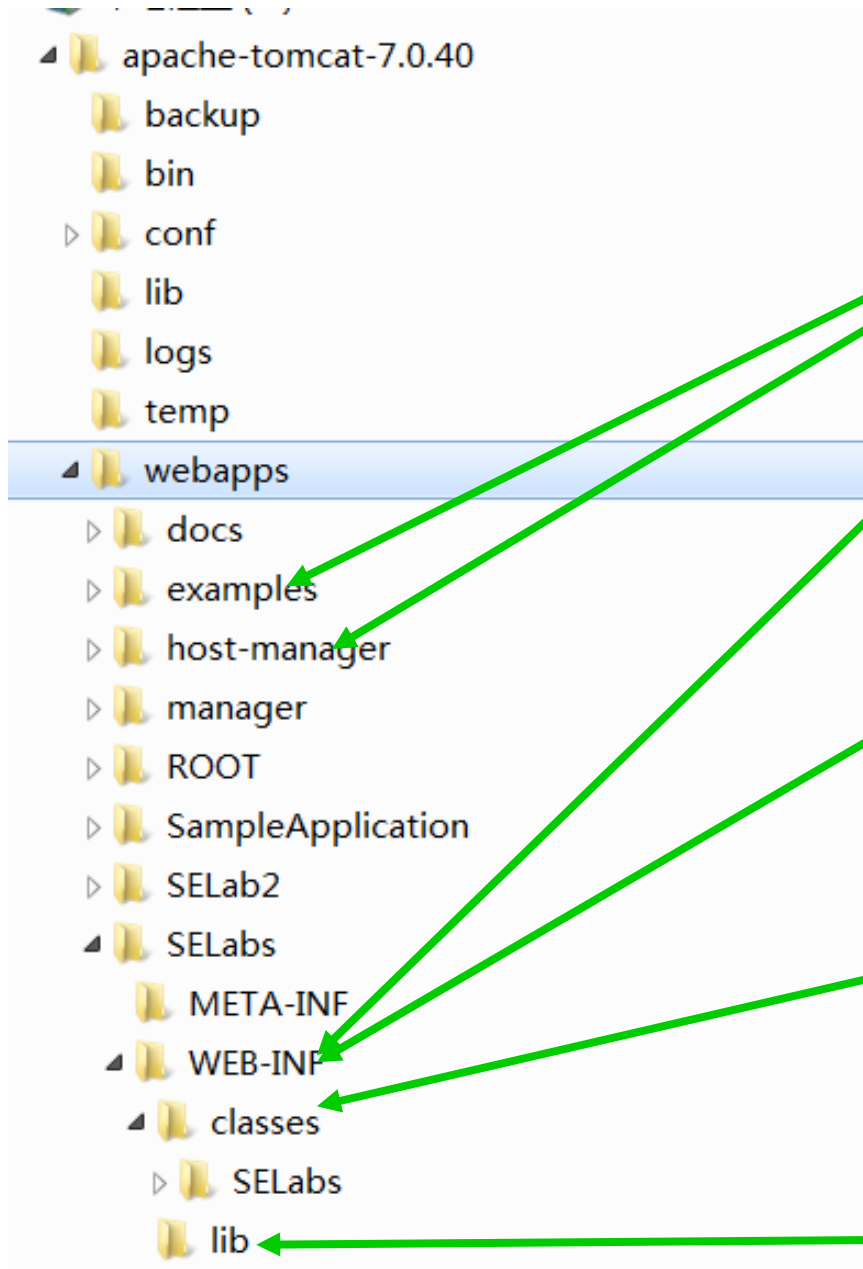 apache-tomcat-7.0.40
backup
bin
conf
lib
logs
temp
webapps
docs
examples
host-manager
manager
ROOT
SampleApplication
SELab2
SELabs
META-INF
WEB-INF
classes
SELabs
lib